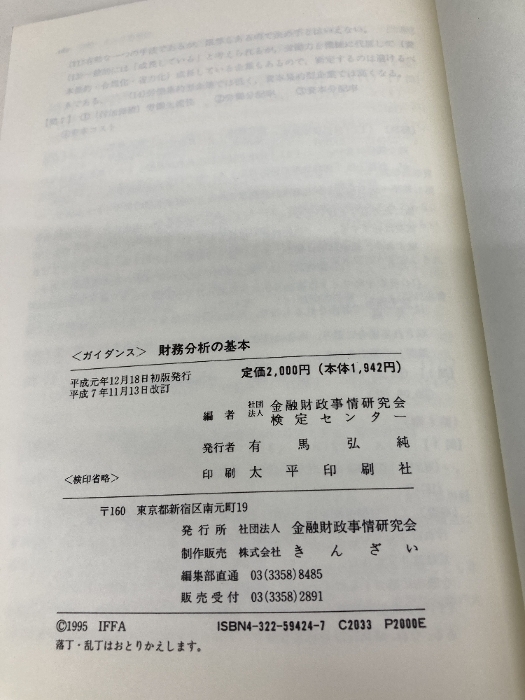 〈ガイダンス〉 財務分析の基本
平成元年12月18日初版発行
平成7年11月13日改訂
定価2,000円（本体1,942円）
編者 社団法人 金融財政事情研究会
検定センター
発行者 有馬弘純
〈検印省略〉
印刷 太平印刷社
〒160 東京都新宿区南元町19
発行所 社団法人 金融財政事情研究会
制作販売 株式会社 きんざい
編集部直通 03(3358)8485
販売受付 03(3358)2891
©1995 IFFA
ISBN4-322-59424-7 C2033 P2000E
落丁・乱丁はおとりかえします。